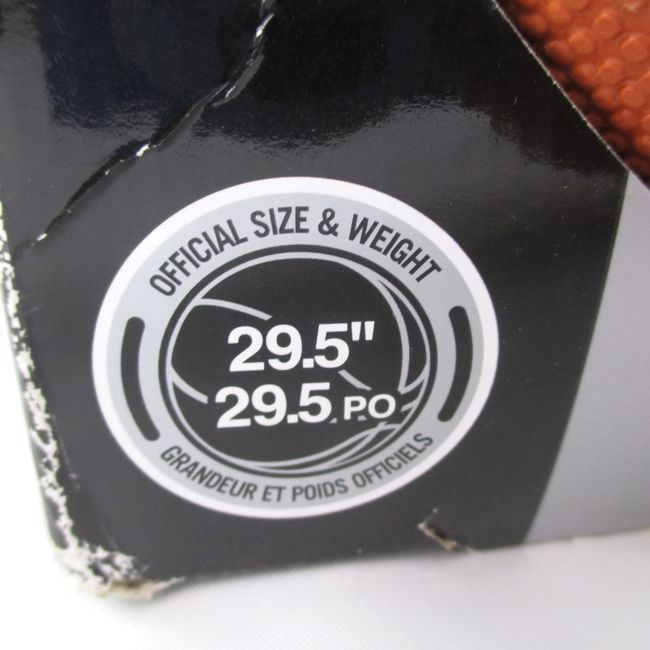 OFFICIAL SIZE & WEIGHT
29.5"
29.5 PO
GRANDEUR ET POIDS OFFICIELS